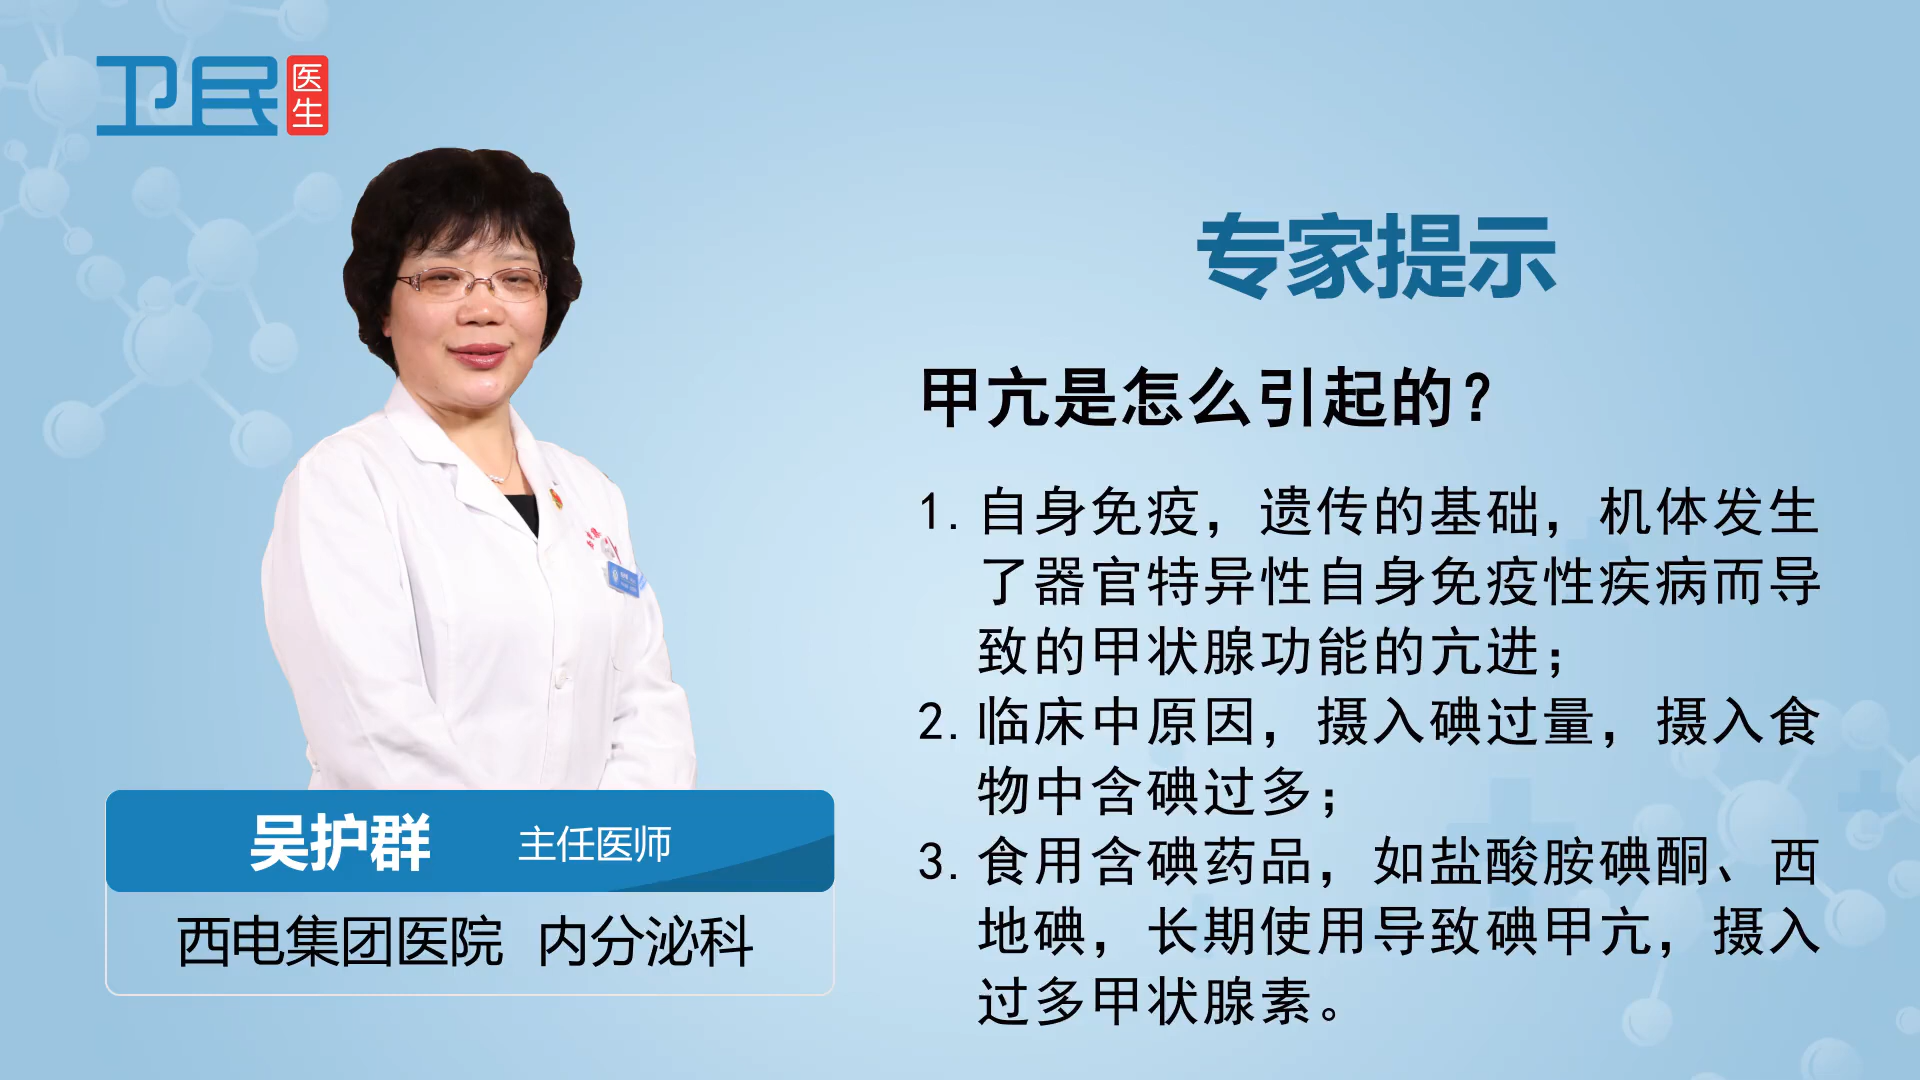 卫民
医生
专家提示
甲亢是怎么引起的？
1.自身免疫，遗传的基础，机体发生
了器官特异性自身免疫性疾病而导
致的甲状腺功能的亢进；
2.临床中原因，摄入碘过量，摄入食
物中含碘过多；
3.食用含碘药品，如盐酸胺碘酮、西
地碘，长期使用导致碘甲亢，摄入
过多甲状腺素。
吴护群 主任医师
西电集团医院 内分泌科